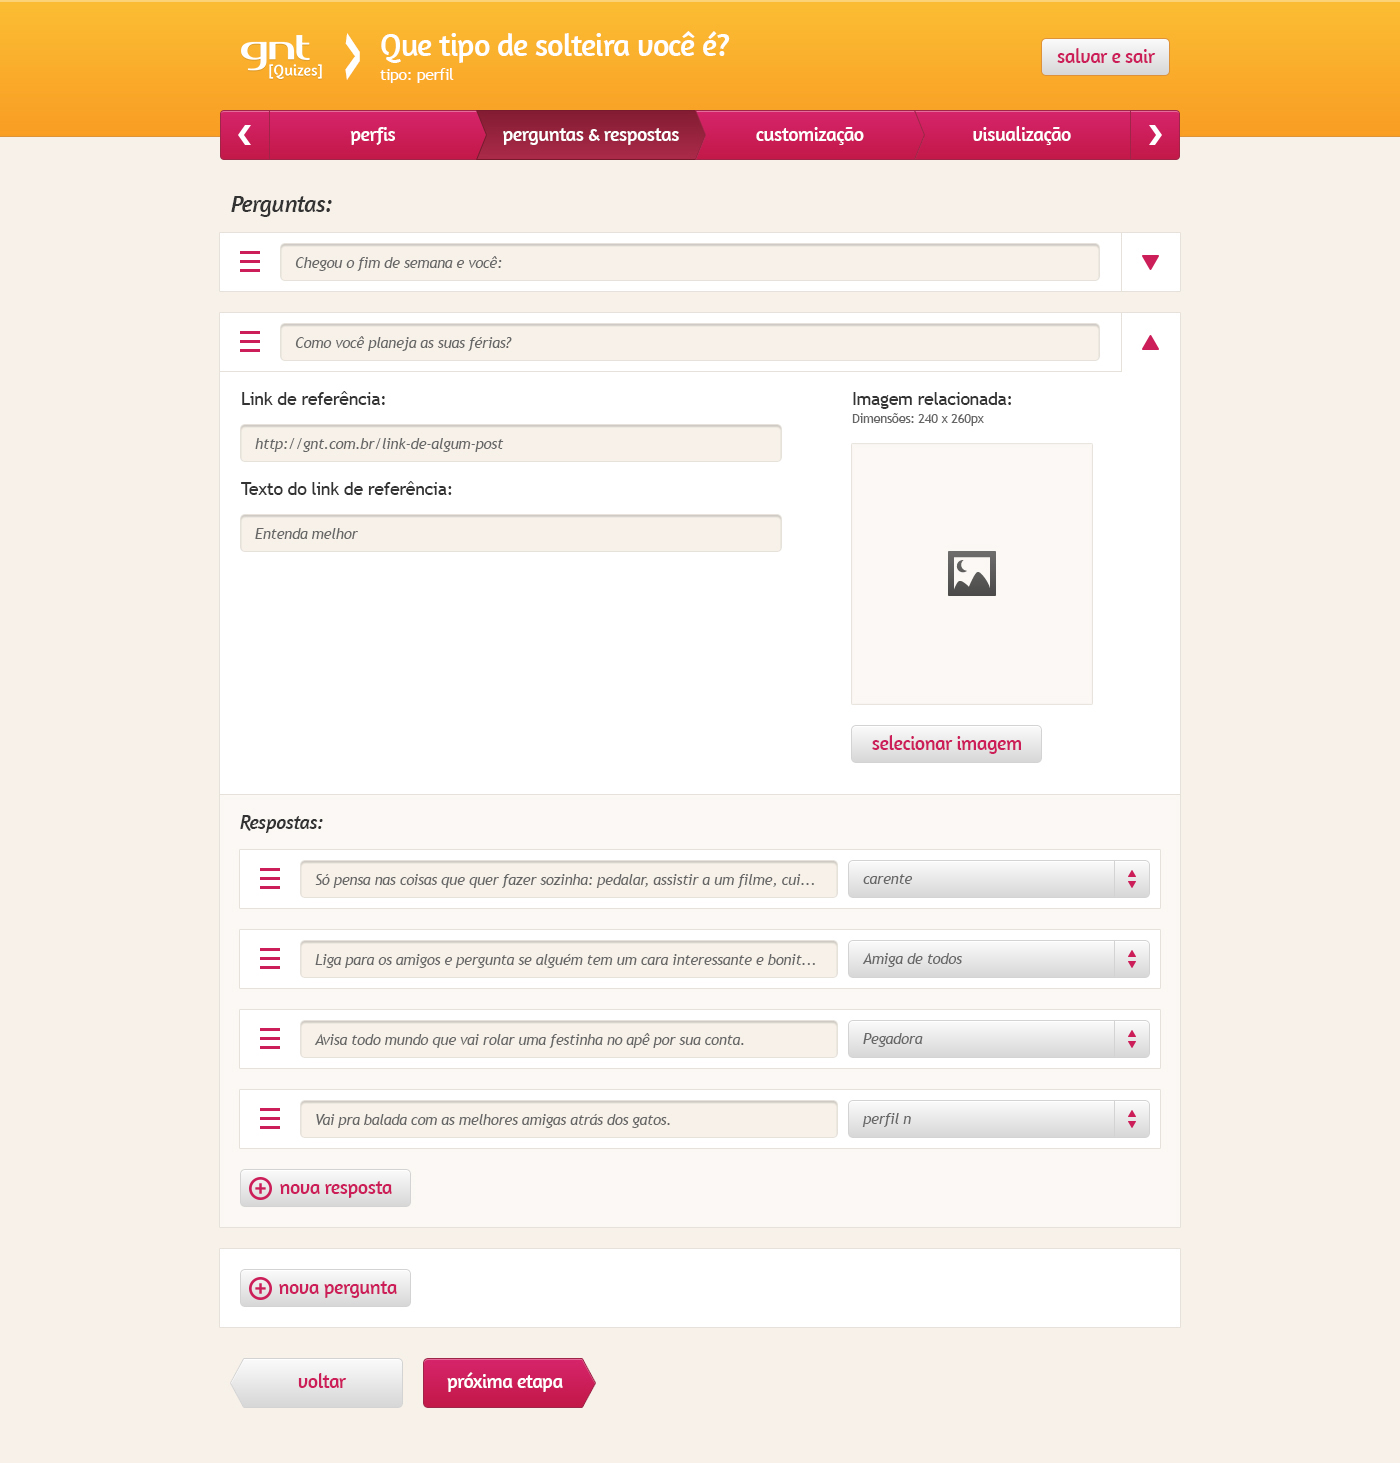 gnt
[Quizes]
Que tipo de solteira você é?
tipo: perfil
salvar e sair
perfis
perguntas & respostas
customização
visualização
Perguntas:
Chegou o fim de semana e você:
Como você planeja as suas férias?
Link de referência:
http://gnt.com.br/link-de-algum-post
Texto do link de referência:
Entenda melhor
Imagem relacionada:
Dimensões: 240 x 260px
selecionar imagem
Respostas:
Só pensa nas coisas que quer fazer sozinha: pedalar, assistir a um filme, cui...
carente
Liga para os amigos e pergunta se alguém tem um cara interessante e bonit...
Amiga de todos
Avisa todo mundo que vai rolar uma festinha no apê por sua conta.
Pegadora
Vai pra balada com as melhores amigas atrás dos gatos.
perfil n
nova resposta
nova pergunta
voltar
próxima etapa